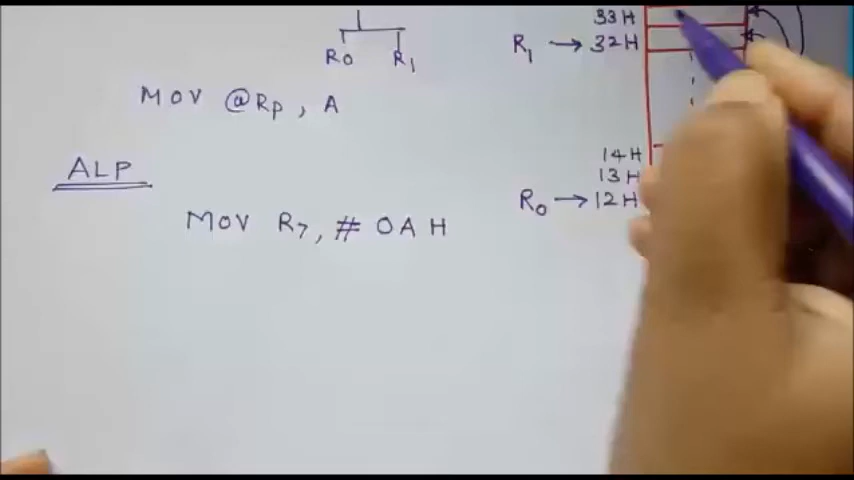 33H
R1 → 32H
R0 R1
MOV @Rp, A
14H
ALP
13H
R0 → 12H
MOV R7, # 0AH